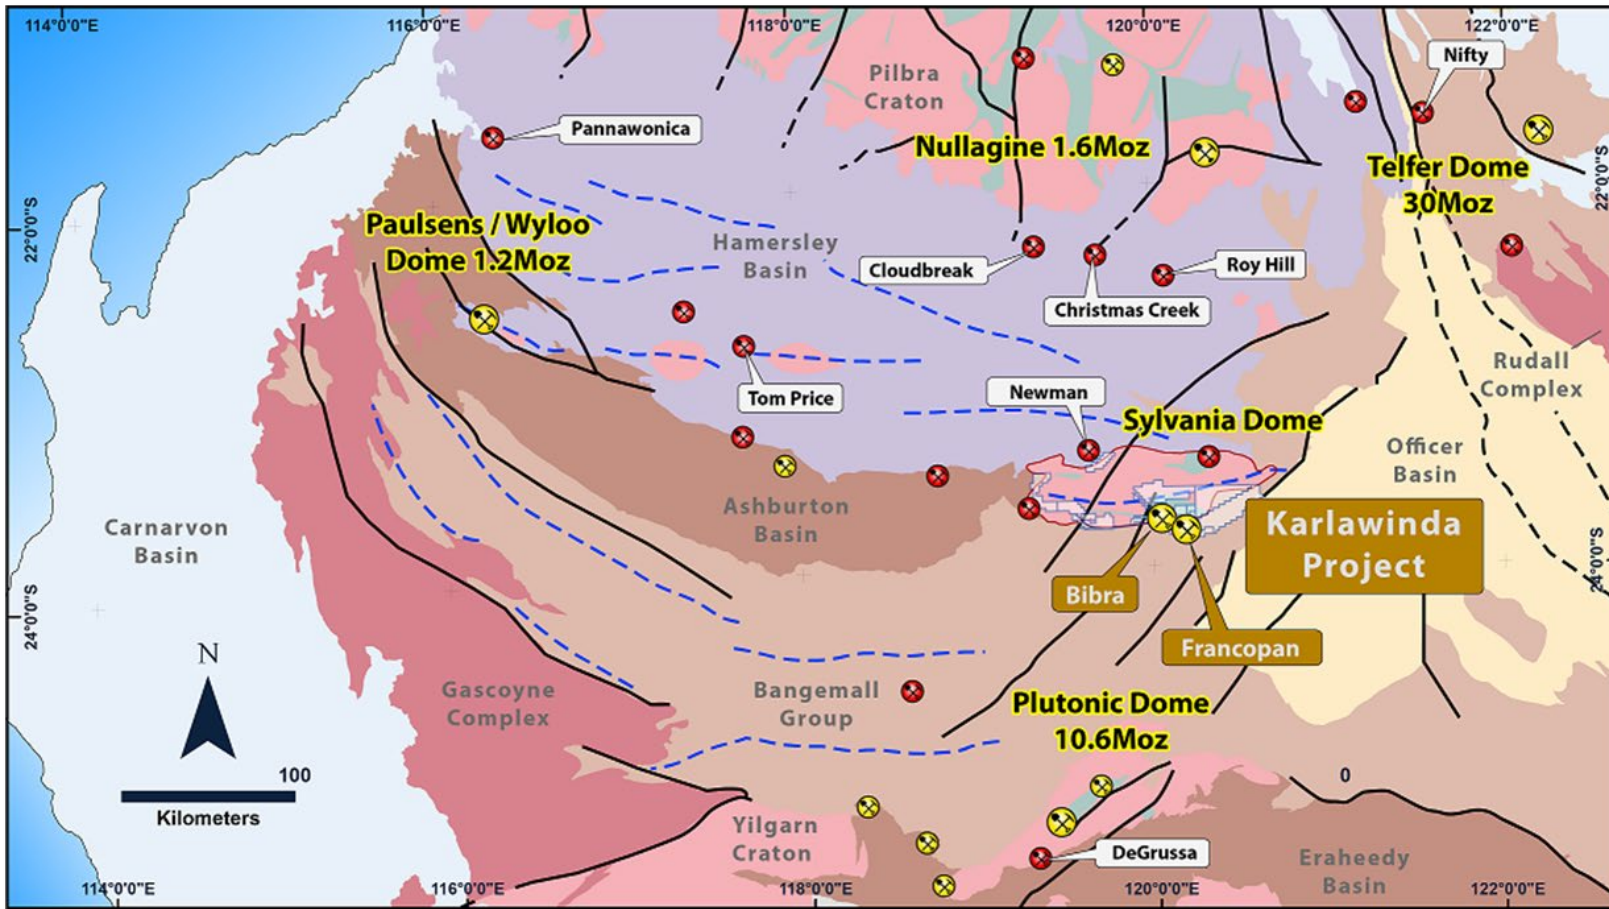 114°0'0"E
116°0'0"E
118°0'0"E
120°0'0"E
122°0'0"E
Nifty
Pilbra
Craton
Pannawonica
Nullagine 1.6Moz
Telfer Dome
30Moz
22°0'0"S
22°0'0"S
Paulsens / Wyloo
Dome 1.2Moz
Hamersley
Basin
Cloudbreak
Roy Hill
Christmas Creek
Rudall
Complex
Tom Price
Newman
Sylvania Dome
Officer
Basin
Ashburton
Basin
Carnarvon
Basin
Karlawinda
Project
24°0'0"S
24°0'0"S
Bibra
Francopan
N
Gascoyne
Complex
Bangemall
Group
Plutonic Dome
10.6Moz
100
Kilometers
0
Yilgarn
Craton
DeGrussa
Eraheedy
Basin
114°0'0"E
116°0'0"E
118°0'0"E
120°0'0"E
122°0'0"E